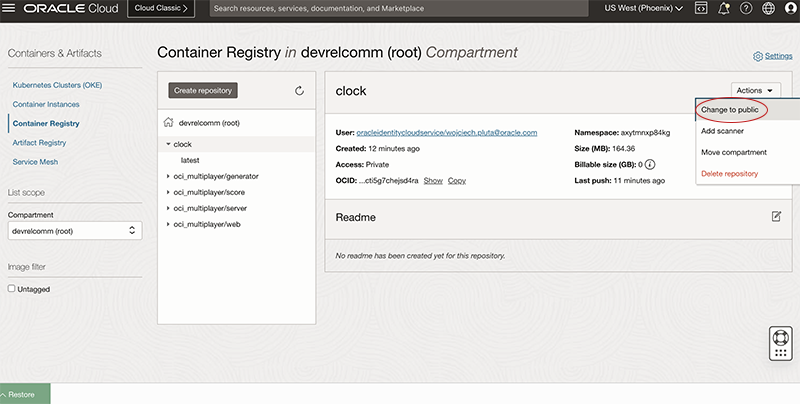 ORACLE Cloud
Cloud Classic >
Search resources, services, documentation, and Marketplace
US West (Phoenix)
Containers & Artifacts
Kubernetes Clusters (OKE)
Container Instances
Container Registry
Artifact Registry
Service Mesh
List scope
Compartment
devrelcomm (root)
Image filter
Untagged
Container Registry in devrelcomm (root) Compartment
Settings
Create repository
devrelcomm (root)
clock
latest
oci_multiplayer/generator
oci_multiplayer/score
oci_multiplayer/server
oci_multiplayer/web
clock
Actions
Change to public
Add scanner
Move compartment
Delete repository
User: oracleidentitycloudservice/wojciech.pluta@oracle.com
Created: 12 minutes ago
Access: Private
OCID: ...cti5g7chejsd4ra Show Copy
Namespace: axytmnxp84kg
Size (MB): 164.36
Billable size (GB): 0
Last push: 11 minutes ago
Readme
No readme has been created yet for this repository.
Restore